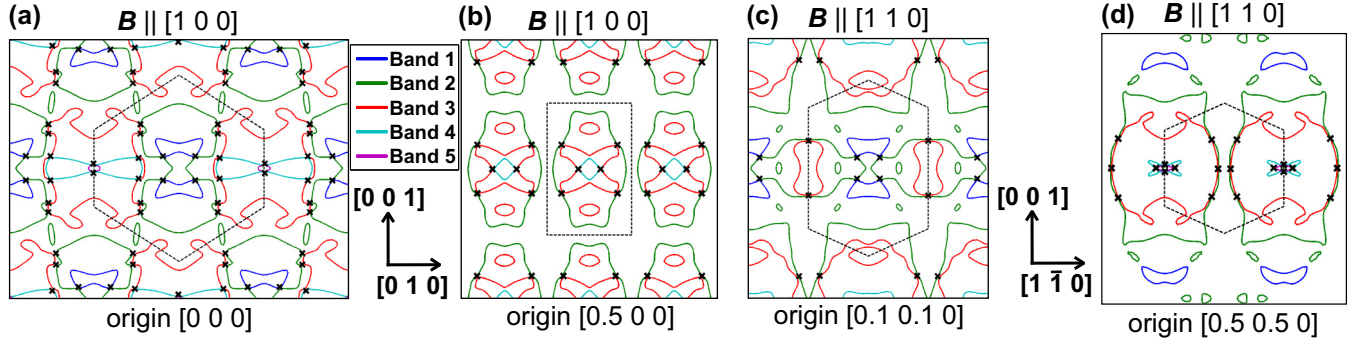 (a)
B || [1 0 0]
origin [0 0 0]
Band 1
Band 2
Band 3
Band 4
Band 5
[0 0 1]
[0 1 0]
(b)
B || [1 0 0]
origin [0.5 0 0]
(c)
B || [1 1 0]
origin [0.1 0.1 0]
[0 0 1]
[1 1̅ 0]
(d)
B || [1 1 0]
origin [0.5 0.5 0]